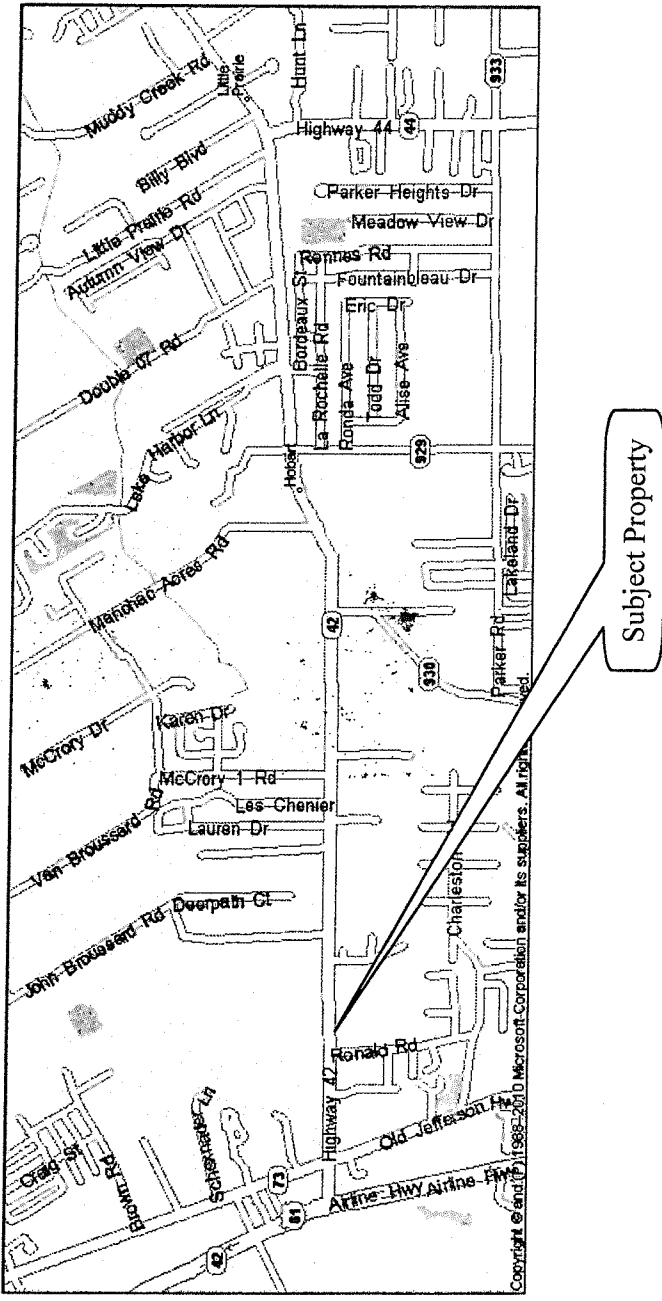 Muddy Creek Rd
Little
Prairie
Hunt Ln
933
Billy Blvd
Highway 44
44
Little Prairie Rd
Autumn View Dr
Parker Heights Dr
Meadow View Dr
Rennes Rd
Fountainbleau Dr
Bordeaux St
Eric Dr
Double 07 Rd
La Rochelle Rd
Ronda Ave
Todd Dr
Alise Ave
Lake Harbor Ln
Hobart
929
Manchac Acres Rd
Lakeland Dr
42
Parker Rd
930
McCrory Dr
Karen Dr
McCrory 1 Rd
Les Chenier
Van Broussard Rd
Lauren Dr
Charleston
John Broussard Rd
Deerpath Ct
Ronald Rd
Highway 42
Schexnaider Ln
Old Jefferson Hw
Craig Dr
Brown Rd
73
61
42
Airline Hwy
Airline Hwy
Copyright © and (P) 1988–2010 Microsoft Corporation and/or its suppliers. All rights
ved.
Subject Property